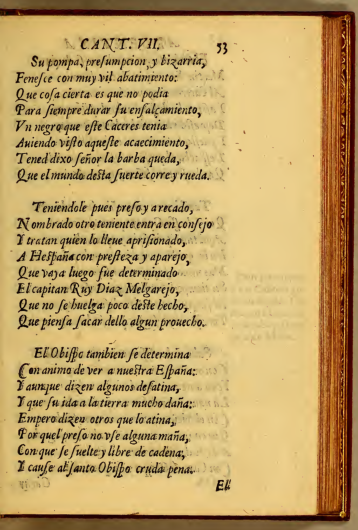 CANT. VII. 53
Su pompa, presumpcion, y bizarria,
Fenesce con muy vil abatimiento:
Que cosa cierta es que no podia
Para siempre durar su ensalçamiento,
Vn negro que este Caceres tenia
Auiendo visto aqueste acaecimiento,
Tened dixo señor la barba queda,
Que el mundo desta suerte corre y rueda.
Teniendole pues preso y arecado,
Nombrado otro teniente entra en consejo
Y tratan quien lo lleue aprisionado,
A Hespaña con presteza y aparejo,
Que vaya luego fue determinado
El capitan Ruy Diaz Melgarejo,
Que no se huelga poco deste hecho,
Que piensa sacar dello algun prouecho.
El Obispo tambien se determina
Con animo de ver a nuestra España:
Y aunque dizen algunos desatina,
Y que su ida a la tierra mucho daña:
Empero dizen otros que lo atina,
Por quel preso no vse alguna maña,
Con que se suelte y libre de cadena,
Y cause al santo Obispo cruda pena.
El